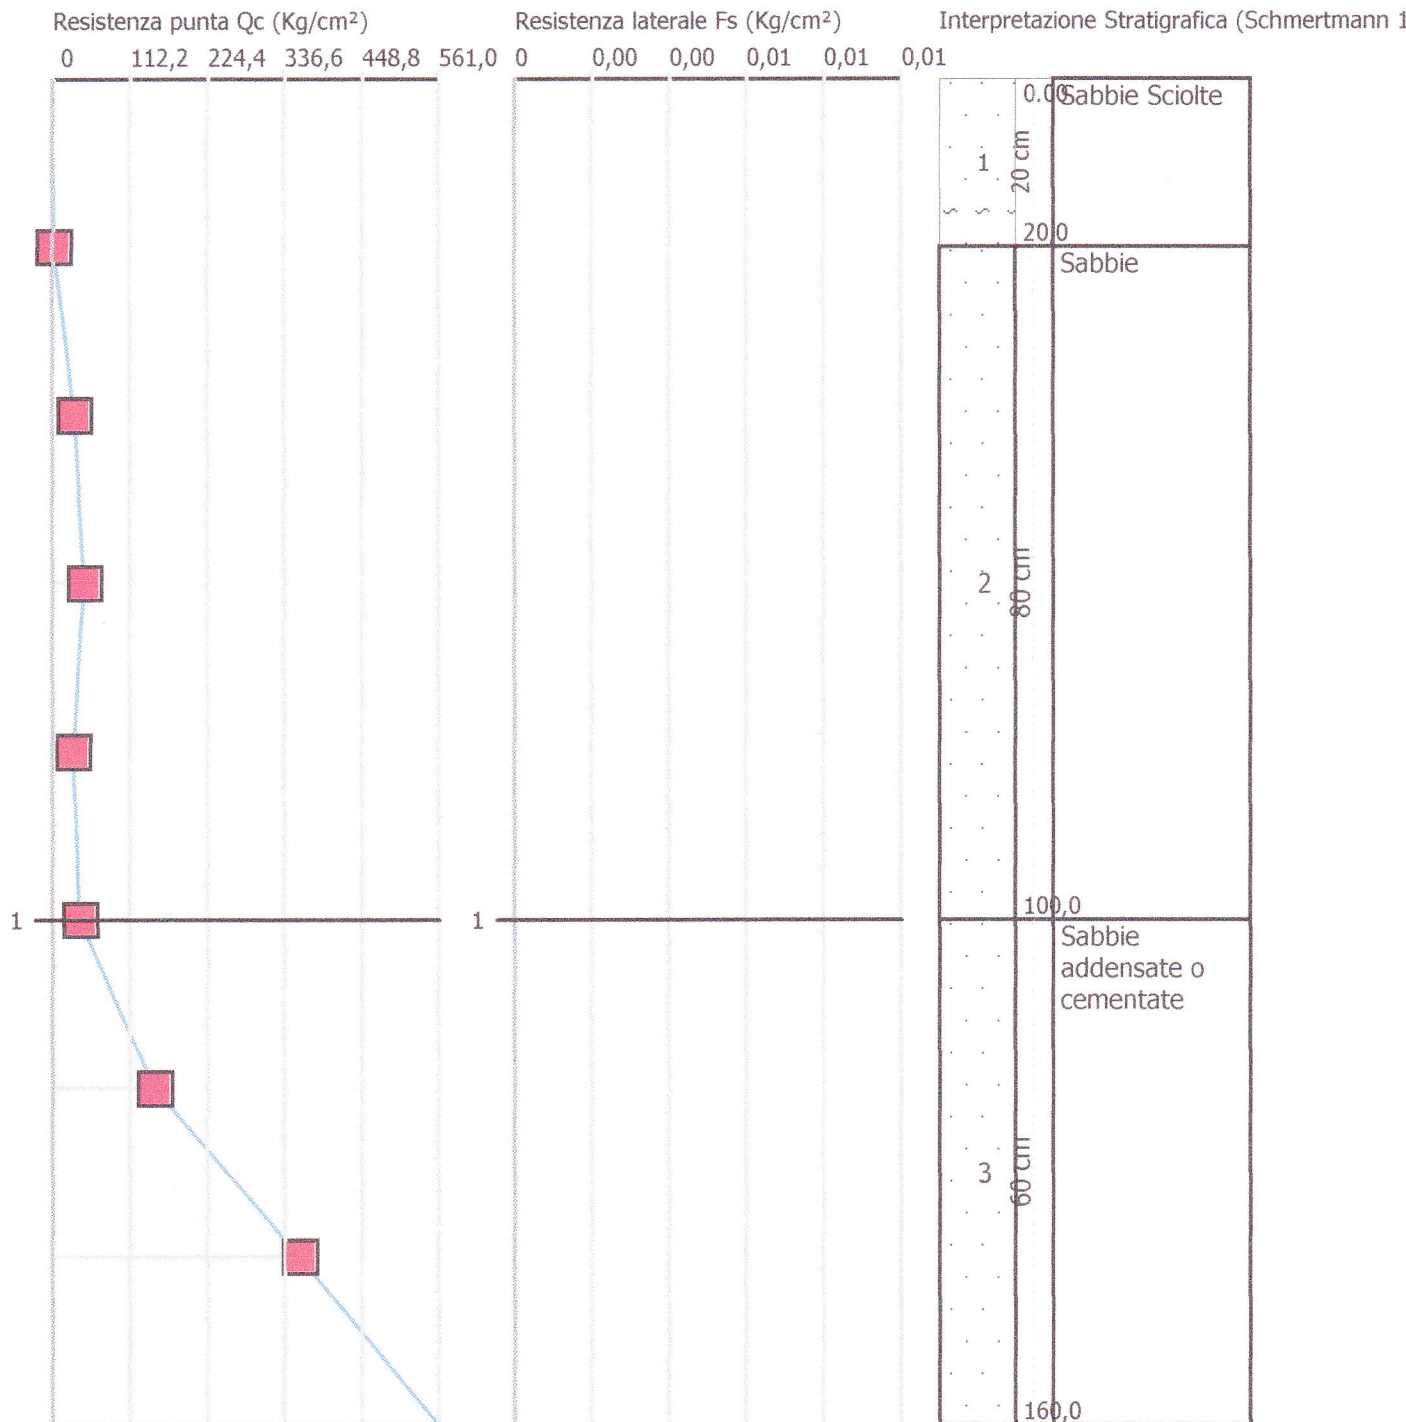 Resistenza punta Qc (Kg/cm²)
0 112,2 224,4 336,6 448,8 561,0
Resistenza laterale Fs (Kg/cm²)
0 0,00 0,00 0,01 0,01 0,01
Interpretazione Stratigrafica (Schmertmann 1
0.00
Sabbie Sciolte
1
20 cm
20,0
Sabbie
2
80 cm
1
1
100,0
Sabbie
addensate o
cementate
3
60 cm
160,0